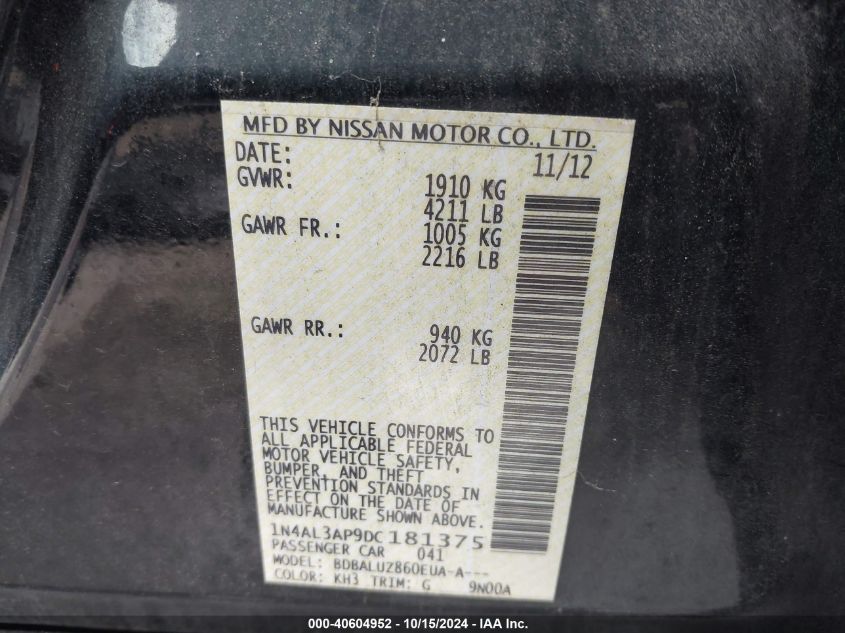 MFD BY NISSAN MOTOR CO., LTD.
DATE: 11/12
GVWR: 1910 KG
4211 LB
GAWR FR.: 1005 KG
2216 LB
GAWR RR.: 940 KG
2072 LB
THIS VEHICLE CONFORMS TO
ALL APPLICABLE FEDERAL
MOTOR VEHICLE SAFETY,
BUMPER, AND THEFT
PREVENTION STANDARDS IN
EFFECT ON THE DATE OF
MANUFACTURE SHOWN ABOVE.
1N4AL3AP9DC181375
PASSENGER CAR 041
MODEL: BDBALUZ860EUA-A---
COLOR: KH3 TRIM: G 9N00A
000-40604952 - 10/15/2024 - IAA Inc.